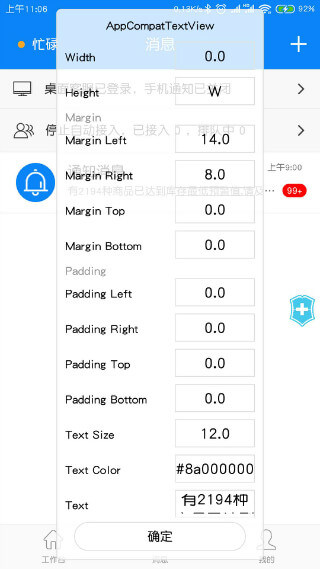 上午11:06
0.13K/s
92
AppCompatTextView
忙碌
消息
Width 0.0
桌面客服已登录，手机通知已关闭
Height W
Margin
停止自动接入，已接入 0，排队中 0
Margin Left 14.0
通知消息
上午9:00
Margin Right 8.0
有2194种商品已达到库存最低预警值,请及...
99+
Margin Top 0.0
Margin Bottom 0.0
Padding
Padding Left 0.0
Padding Right 0.0
Padding Top 0.0
Padding Bottom 0.0
Text Size 12.0
Text Color #8a000000
Text 有2194种
确定
工作台
消息
我的